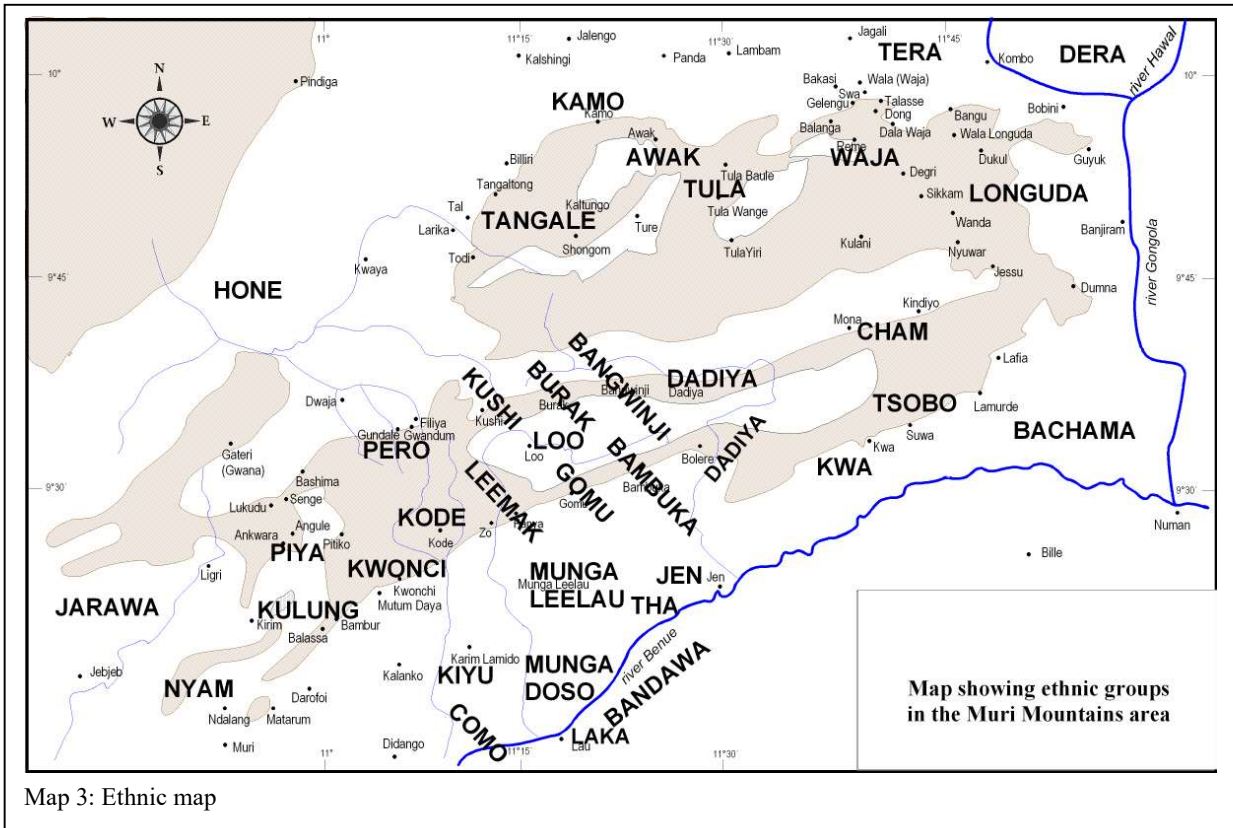 11°
11°15
11°30
11°45
10°
10°
9°45
9°45
9°30
9°30
11°
11°15
11°30
N
W
E
S
Jalengo
Kalshingi
Panda
Lambam
Jagali
TERA
DERA
Kombo
river Hawal
Pindiga
KAMO
Kamo
Bakasi
Wala (Waja)
Swa
Gelengu
Talasse
Dong
Balanga
Dala Waja
Reme
Bangu
Bobini
Wala Longuda
Dukul
Guyuk
Awak
AWAK
WAJA
Billiri
Tula Baule
TULA
Degri
Sikkam
LONGUDA
Tangaltong
Kaltungo
Tula Wange
Tal
TANGALE
Ture
Wanda
Banjiram
Larika
Shongom
TulaYiri
Kulani
Nyuwar
Todi
Kwaya
Jessu
river Gongola
HONE
Dumna
Kindiyo
Mona
CHAM
BANGWINJI
BURAK
KUSHI
Bangwinji
DADIYA
Dadiya
Lafia
Dwaja
Burak
TSOBO
Lamurde
Filiya
Kushi
Gundale
Gwandum
Suwa
BACHAMA
PERO
LOO
Loo
Kwa
KWA
Gateri
(Gwana)
Bolere
DADIYA
BAMBUKA
Bambuka
GOMU
Gomu
LEEMAK
Bashima
Senge
Lukudu
KODE
Kode
Zo
Numan
Angule
Ankwara
PIYA
Pitiko
Bille
KWONCI
Kwonchi
Ligri
MUNGA
LEELAU
Munga Leelau
JEN
Jen
THA
Mutum Daya
JARAWA
KULUNG
Kirim
Bambur
Balassa
Karim Lamido
Kalanko
KIYU
MUNGA
DOSO
river Benue
BANDAWA
Jebjeb
NYAM
Darofoi
Ndalang
Matarum
Muri
COMO
LAKA
Lau
Didango
Map showing ethnic groups
in the Muri Mountains area
Map 3: Ethnic map